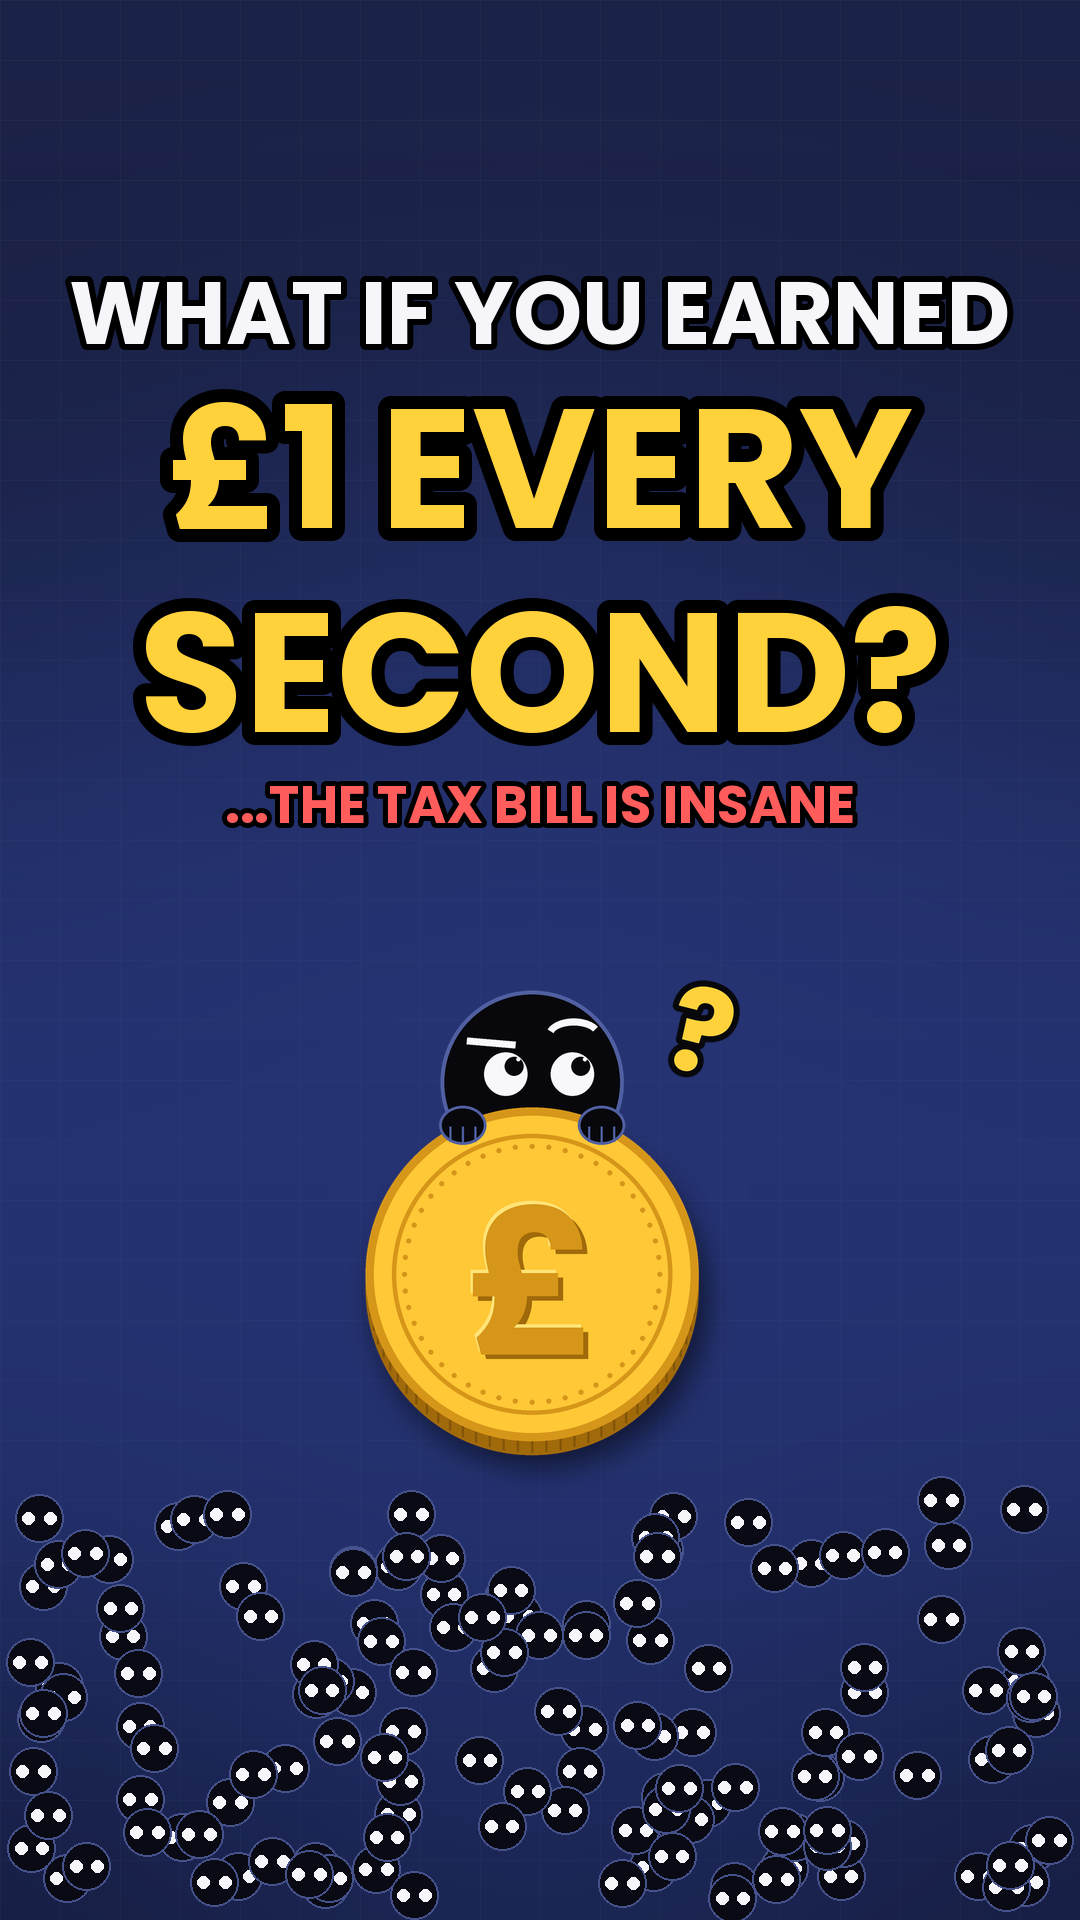 WHAT IF YOU EARNED
£1 EVERY
SECOND?
...THE TAX BILL IS INSANE
?
£